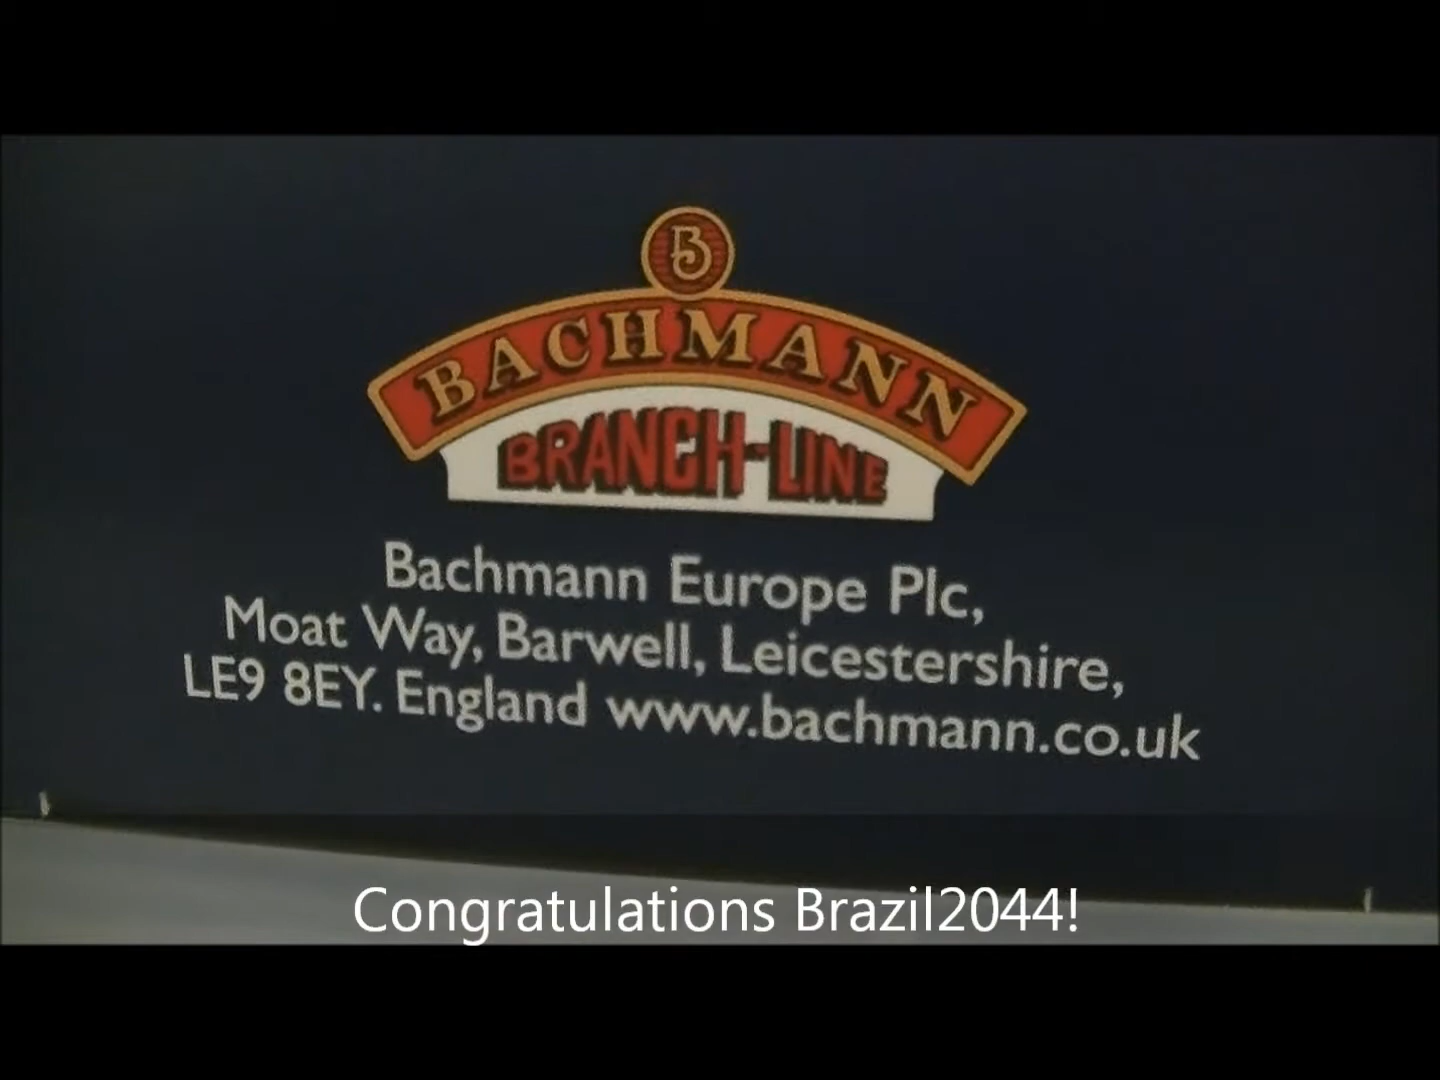 B
BACHMANN
BRANCH-LINE
Bachmann Europe Plc,
Moat Way, Barwell, Leicestershire,
LE9 8EY. England www.bachmann.co.uk
Congratulations Brazil2044!